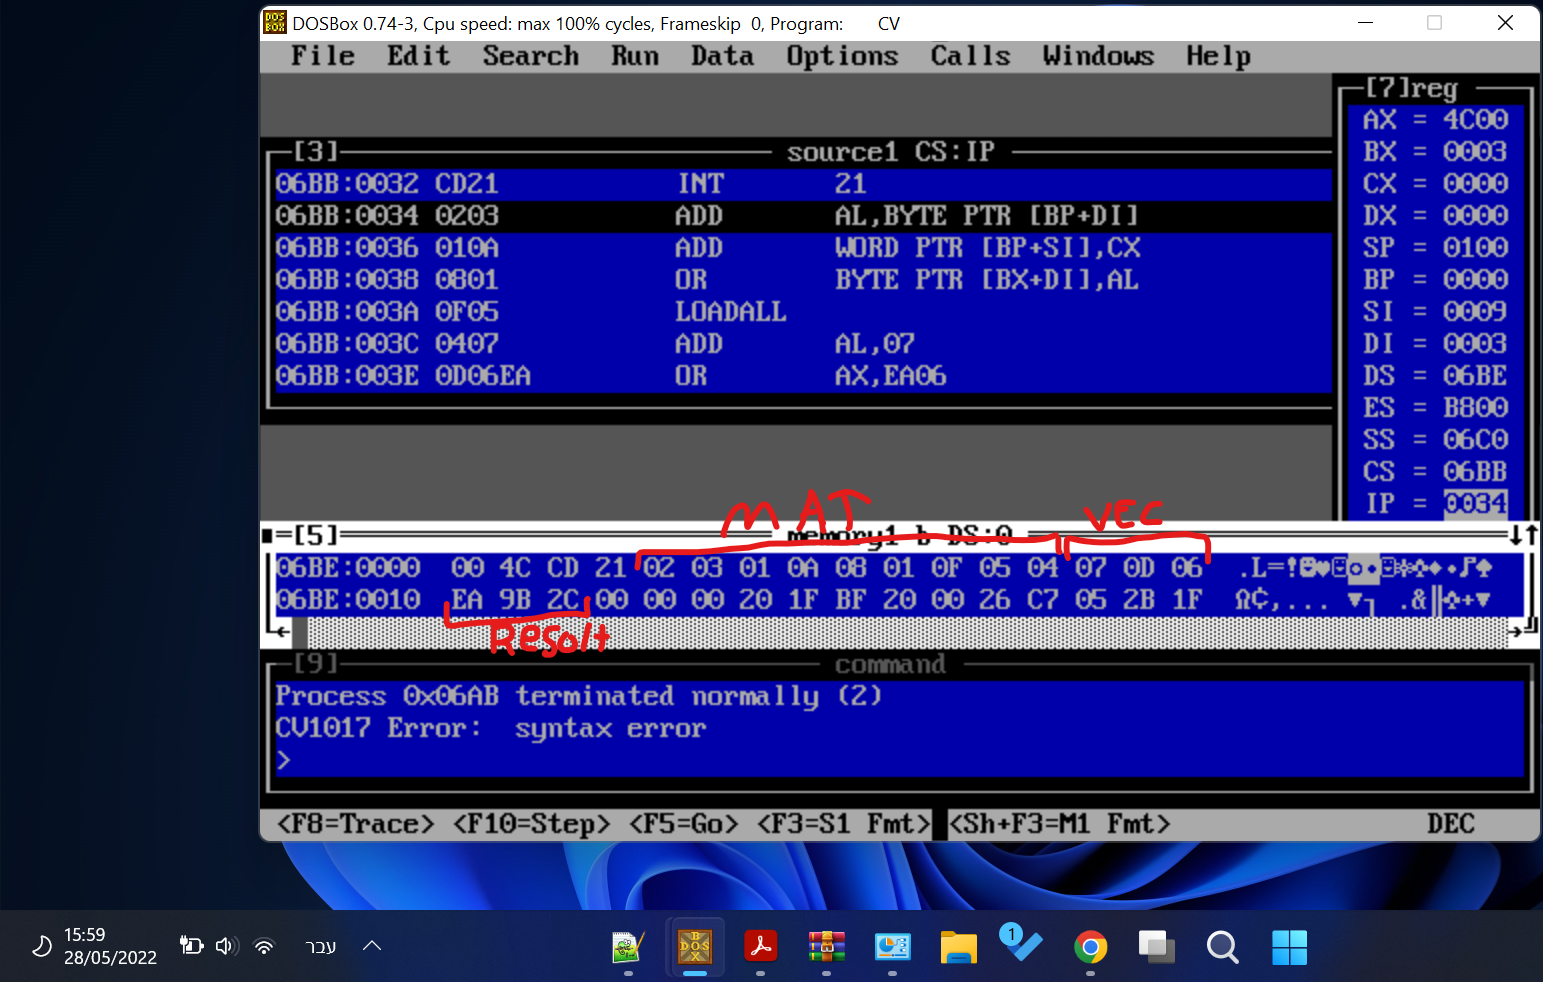 DOSBox 0.74-3, Cpu speed: max 100% cycles, Frameskip 0, Program: CV
File Edit Search Run Data Options Calls Windows Help
[3] source1 CS:IP
06BB:0032 CD21 INT 21
06BB:0034 0203 ADD AL,BYTE PTR [BP+DI]
06BB:0036 010A ADD WORD PTR [BP+SI],CX
06BB:0038 0801 OR BYTE PTR [BX+DI],AL
06BB:003A 0F05 LOADALL
06BB:003C 0407 ADD AL,07
06BB:003E 0D06EA OR AX,EA06
[7]reg
AX = 4C00
BX = 0003
CX = 0000
DX = 0000
SP = 0100
BP = 0000
SI = 0009
DI = 0003
DS = 06BE
ES = B800
SS = 06C0
CS = 06BB
IP = 0034
MAT VEC
[5] memory1 b DS:0
06BE:0000 00 4C CD 21 02 03 01 0A 08 01 0F 05 04 07 0D 06 .L=!☻♥☺◘☺☼♣♦•♪♠
06BE:0010 EA 9B 2C 00 00 00 20 1F BF 20 00 26 C7 05 2B 1F Ω¢,... ▼┐ .&╟♣+▼
Resolt
[9] command
Process 0x06AB terminated normally (2)
CV1017 Error: syntax error
>
<F8=Trace> <F10=Step> <F5=Go> <F3=S1 Fmt> <Sh+F3=M1 Fmt> DEC
15:59
28/05/2022
עבר
1
DOS BOX